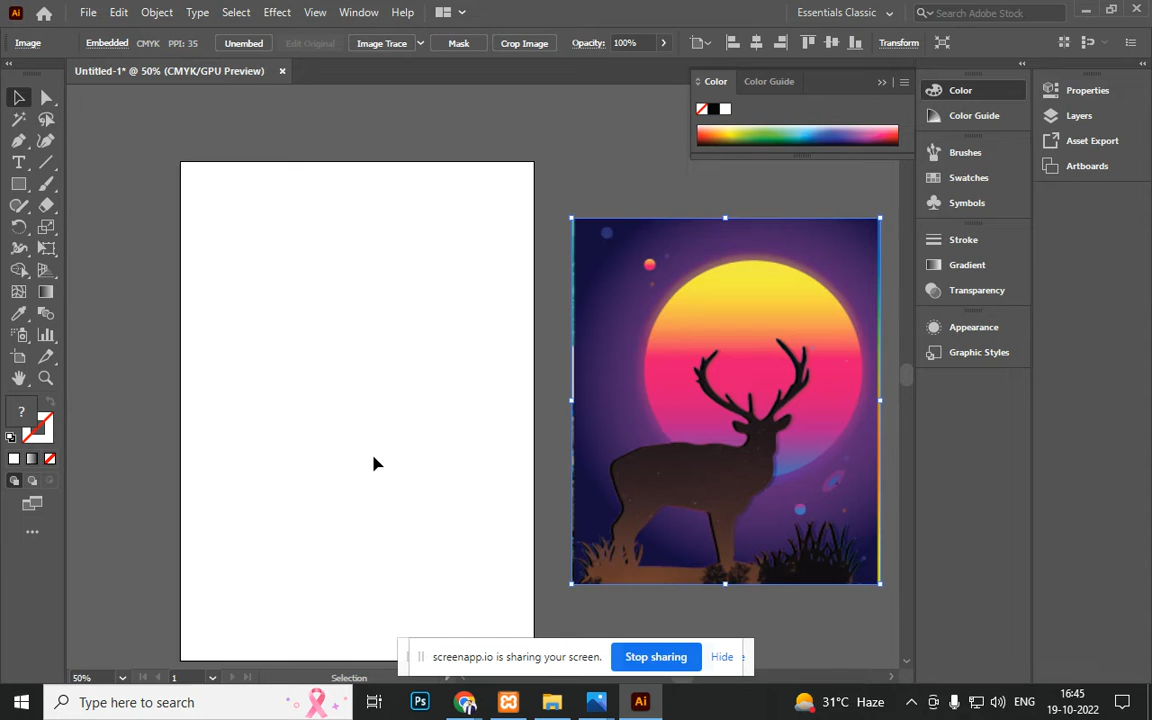 Ai File Edit Object Type Select Effect View Window Help Essentials Classic Search Adobe Stock
Image Embedded CMYK PPI: 35 Unembed Edit Original Image Trace Mask Crop Image Opacity: 100% Transform
Untitled-1* @ 50% (CMYK/GPU Preview)
Color Color Guide
Color
Color Guide
Brushes
Swatches
Symbols
Stroke
Gradient
Transparency
Appearance
Graphic Styles
Properties
Layers
Asset Export
Artboards
T
?
screenapp.io is sharing your screen. Stop sharing Hide
50% 1 Selection
Type here to search Ps Ai 31°C Haze ENG 16:45
19-10-2022